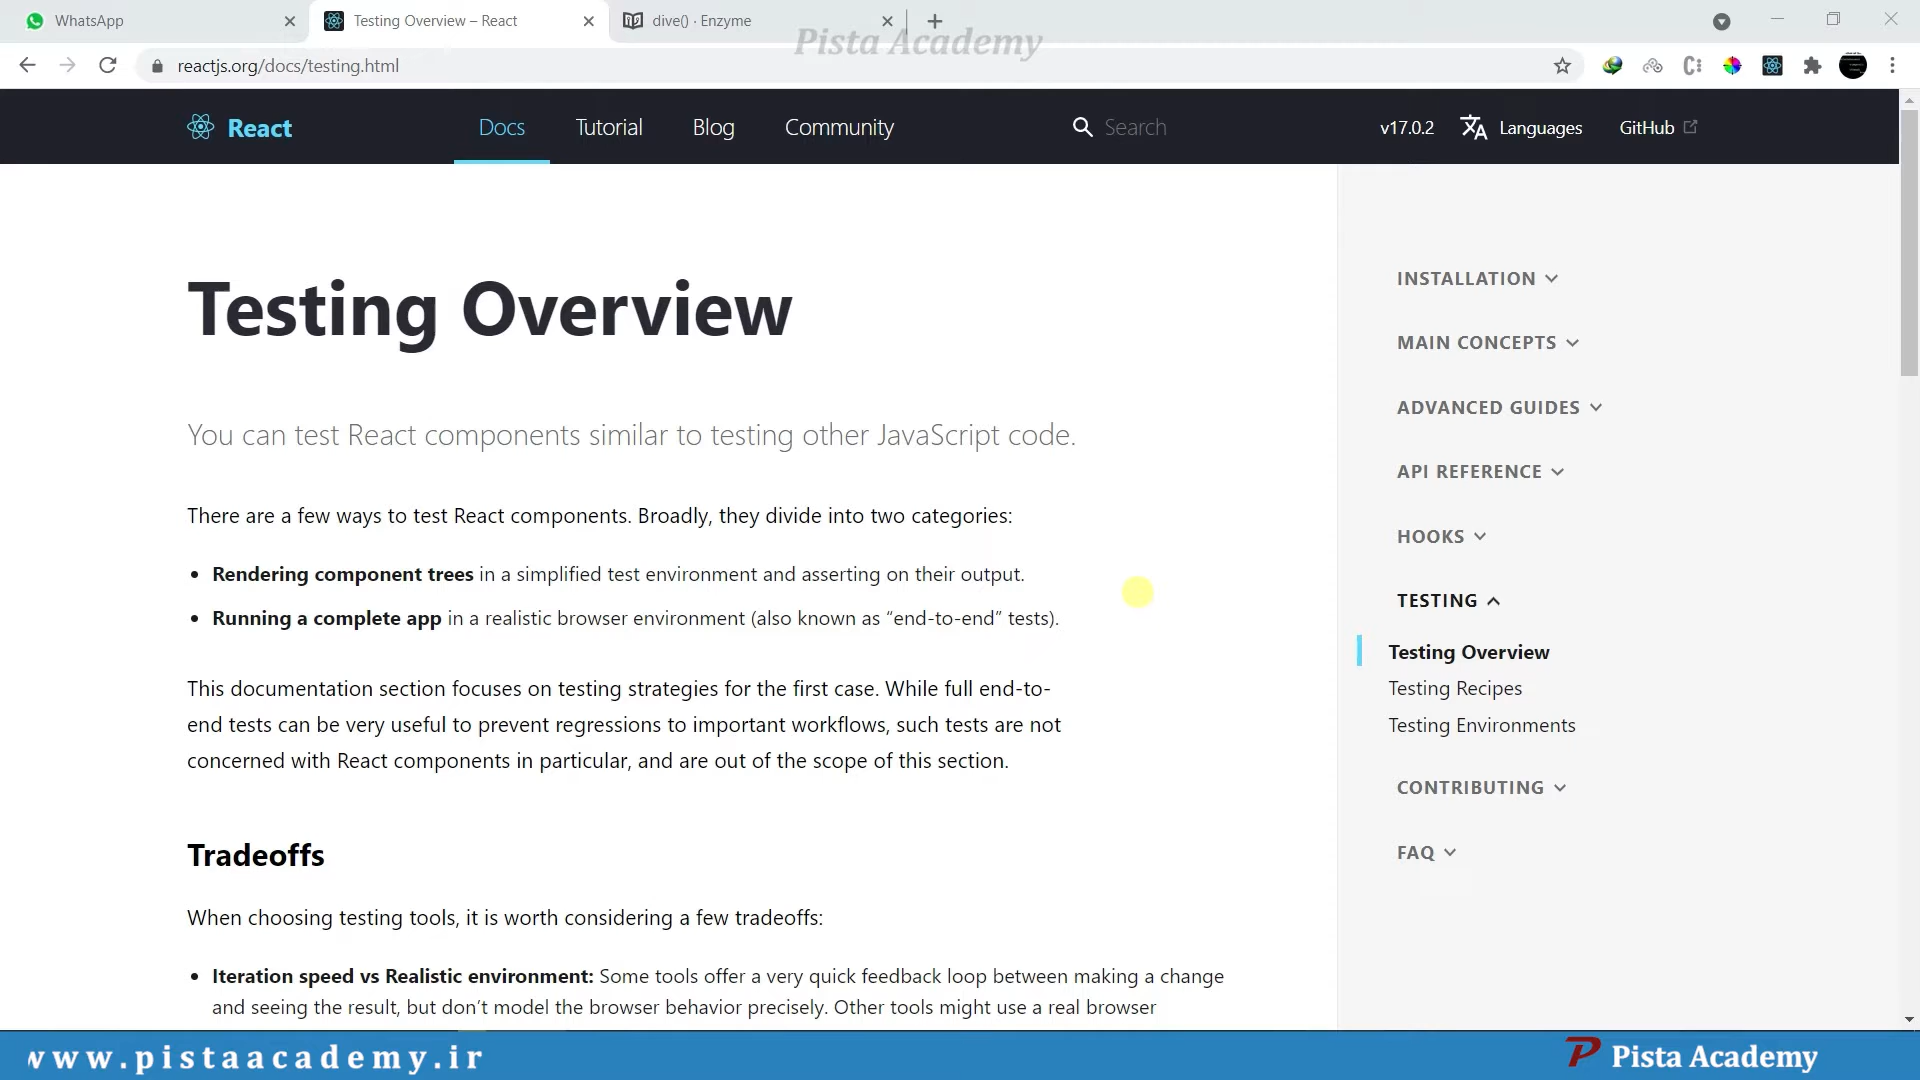 WhatsApp
Testing Overview – React
dive() · Enzyme
Pista Academy
reactjs.org/docs/testing.html
React
Docs
Tutorial
Blog
Community
Search
v17.0.2
Languages
GitHub
Testing Overview
You can test React components similar to testing other JavaScript code.
There are a few ways to test React components. Broadly, they divide into two categories:
• Rendering component trees in a simplified test environment and asserting on their output.
• Running a complete app in a realistic browser environment (also known as “end-to-end” tests).
This documentation section focuses on testing strategies for the first case. While full end-to-
end tests can be very useful to prevent regressions to important workflows, such tests are not
concerned with React components in particular, and are out of the scope of this section.
Tradeoffs
When choosing testing tools, it is worth considering a few tradeoffs:
• Iteration speed vs Realistic environment: Some tools offer a very quick feedback loop between making a change
and seeing the result, but don’t model the browser behavior precisely. Other tools might use a real browser
INSTALLATION
MAIN CONCEPTS
ADVANCED GUIDES
API REFERENCE
HOOKS
TESTING
Testing Overview
Testing Recipes
Testing Environments
CONTRIBUTING
FAQ
www.pistaacademy.ir
Pista Academy